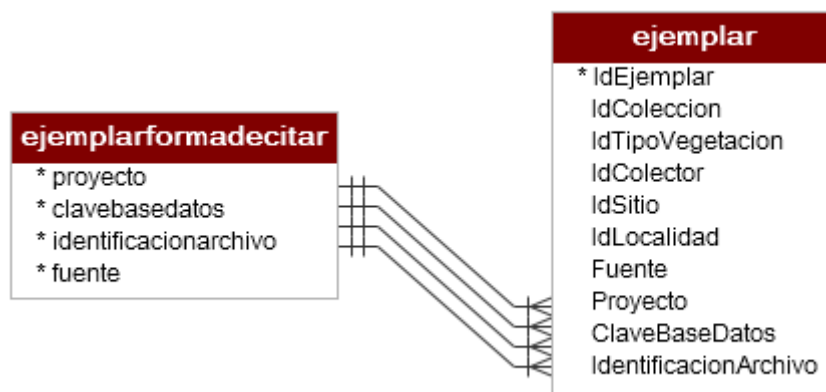 ejemplarformadecitar
* proyecto
* clavebasedatos
* identificacionarchivo
* fuente
ejemplar
* IdEjemplar
IdColeccion
IdTipoVegetacion
IdColector
IdSitio
IdLocalidad
Fuente
Proyecto
ClaveBaseDatos
IdentificacionArchivo